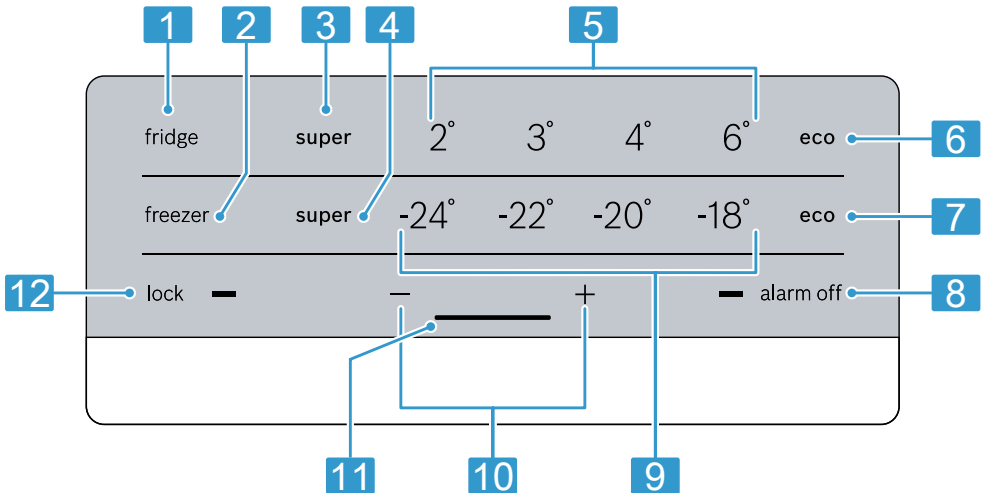 1 2 3 4 5
fridge super 2° 3° 4° 6° eco 6
freezer super -24° -22° -20° -18° eco 7
12 lock − + alarm off 8
11 10 9